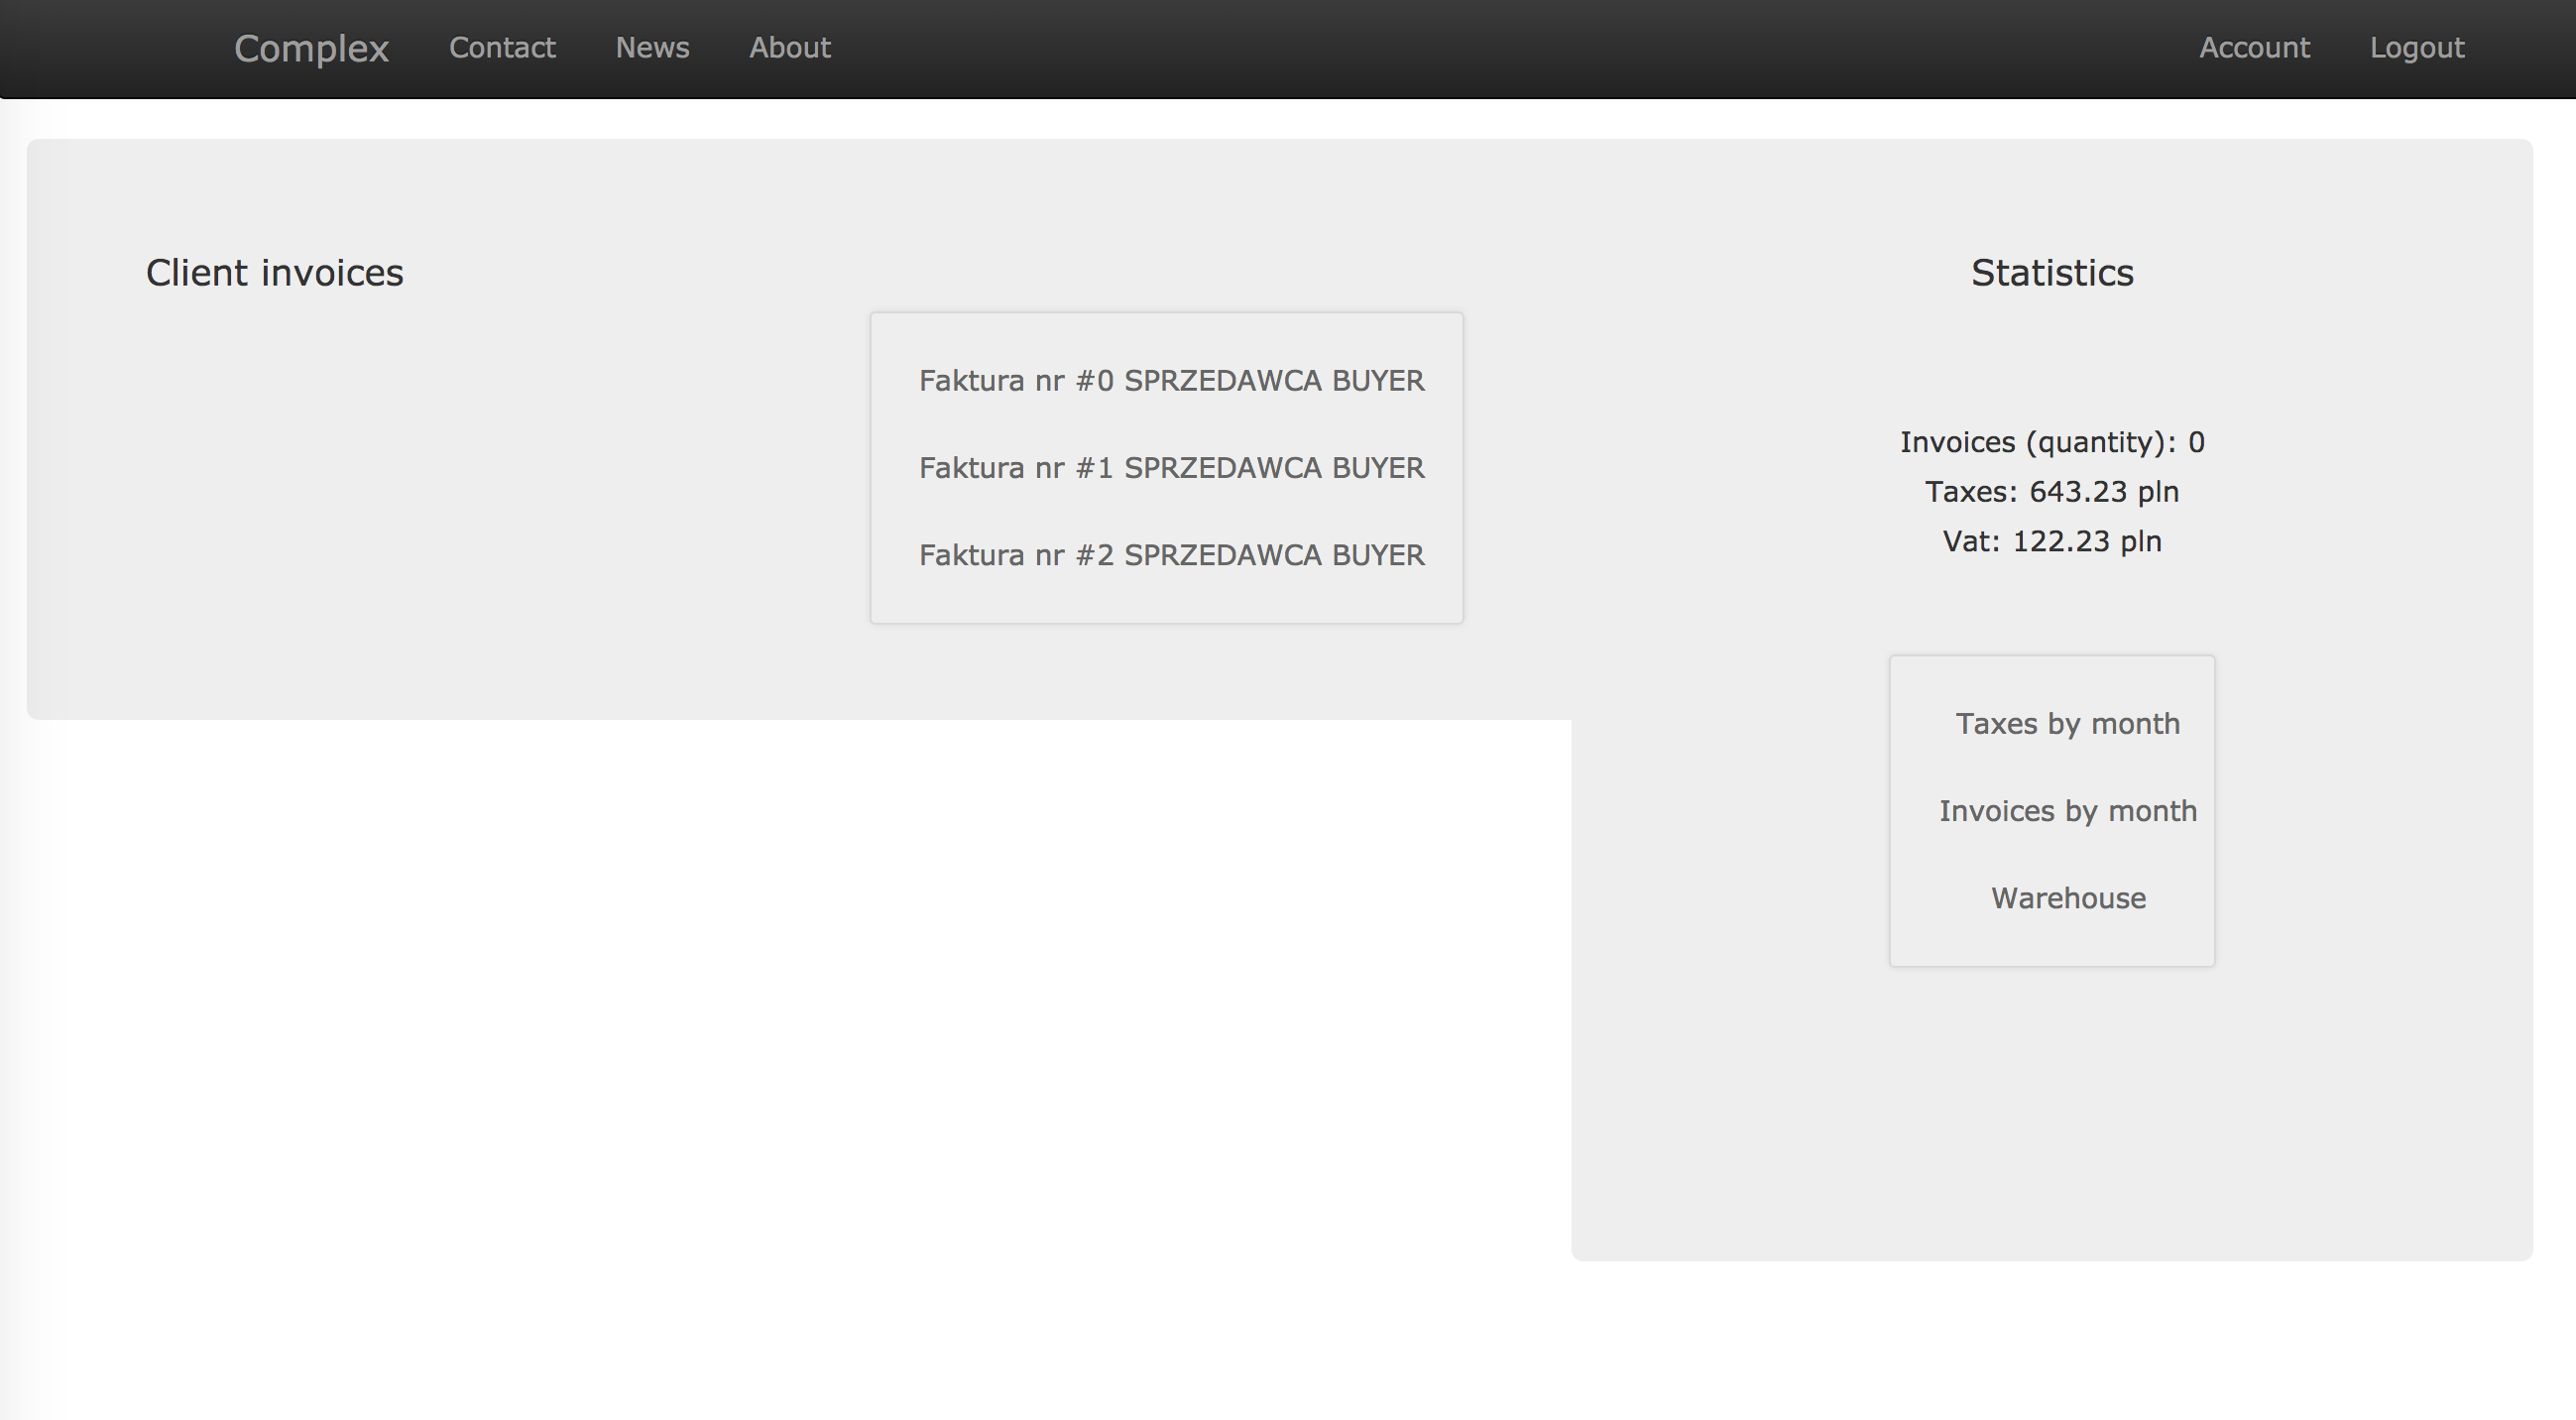 Complex Contact News About Account Logout
Client invoices
Faktura nr #0 SPRZEDAWCA BUYER
Faktura nr #1 SPRZEDAWCA BUYER
Faktura nr #2 SPRZEDAWCA BUYER
Statistics
Invoices (quantity): 0
Taxes: 643.23 pln
Vat: 122.23 pln
Taxes by month
Invoices by month
Warehouse